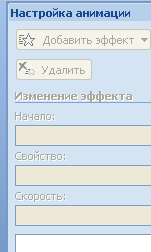 Настройка анимации
Добавить эффект
Удалить
Изменение эффекта
Начало:
Свойство:
Скорость: